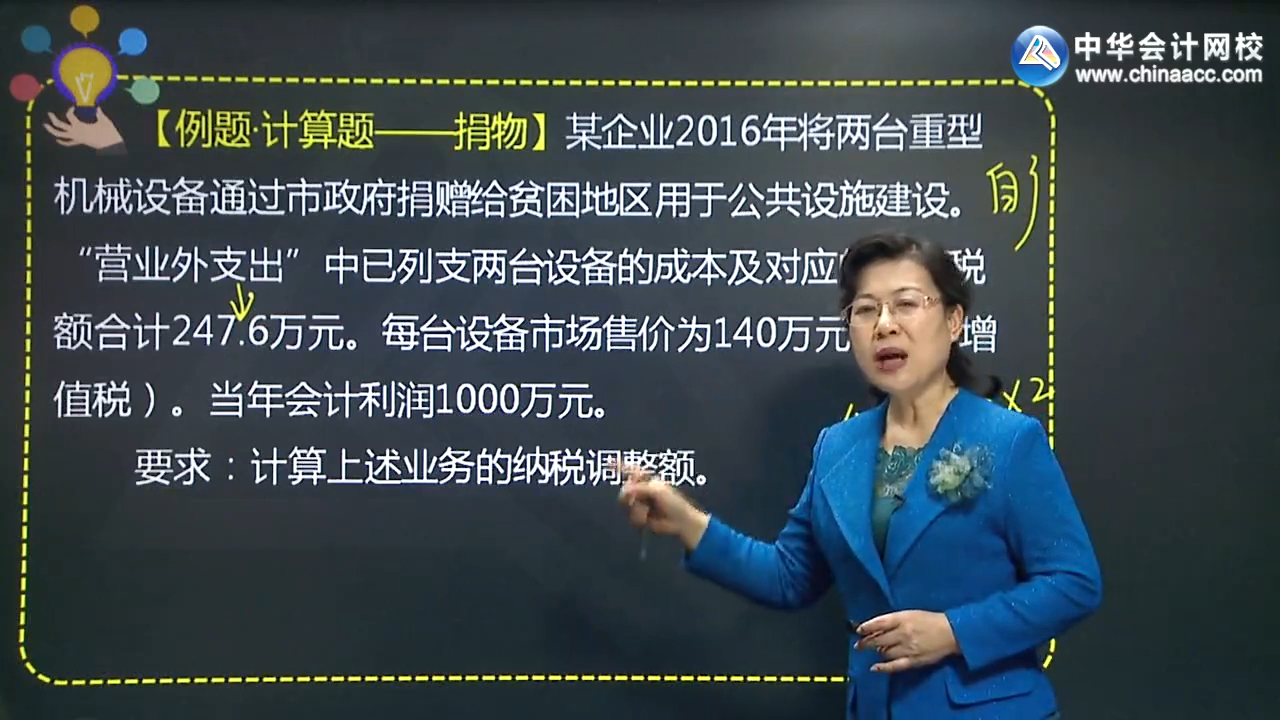 中华会计网校
www.chinaacc.com
【例题·计算题——捐物】某企业2016年将两台重型
机械设备通过市政府捐赠给贫困地区用于公共设施建设。
“营业外支出”中已列支两台设备的成本及对应 税
额合计247.6万元。每台设备市场售价为140万元 增
值税）。当年会计利润1000万元。
要求：计算上述业务的纳税调整额。
×2